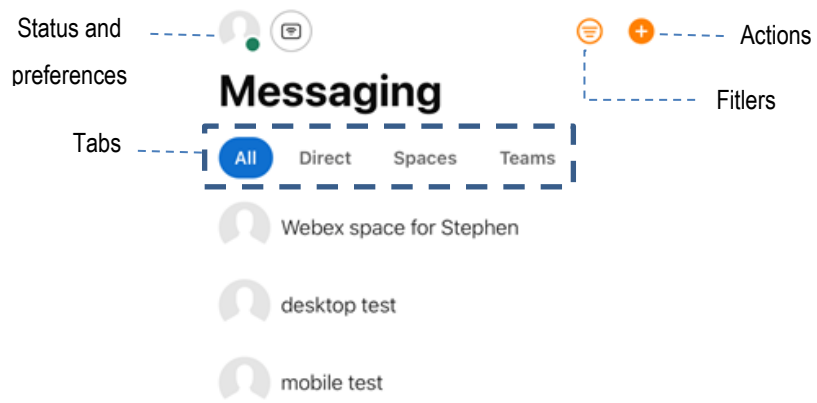 Status and
preferences
Actions
Messaging
Fitlers
Tabs
All Direct Spaces Teams
Webex space for Stephen
desktop test
mobile test